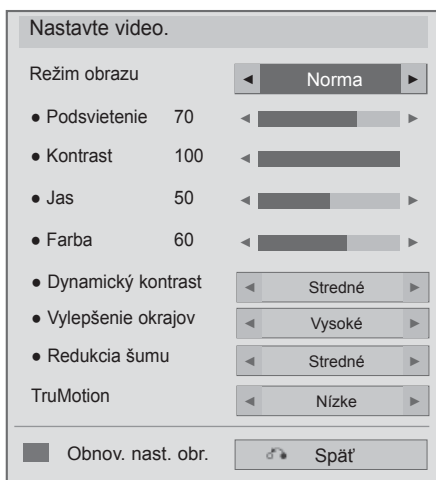 Nastavte video.
Režim obrazu ◄ Norma ►
● Podsvietenie 70 ◄ ►
● Kontrast 100 ◄
● Jas 50 ◄ ►
● Farba 60 ◄ ►
● Dynamický kontrast ◄ Stredné ►
● Vylepšenie okrajov ◄ Vysoké ►
● Redukcia šumu ◄ Stredné ►
TruMotion ◄ Nízke ►
Obnov. nast. obr. Späť